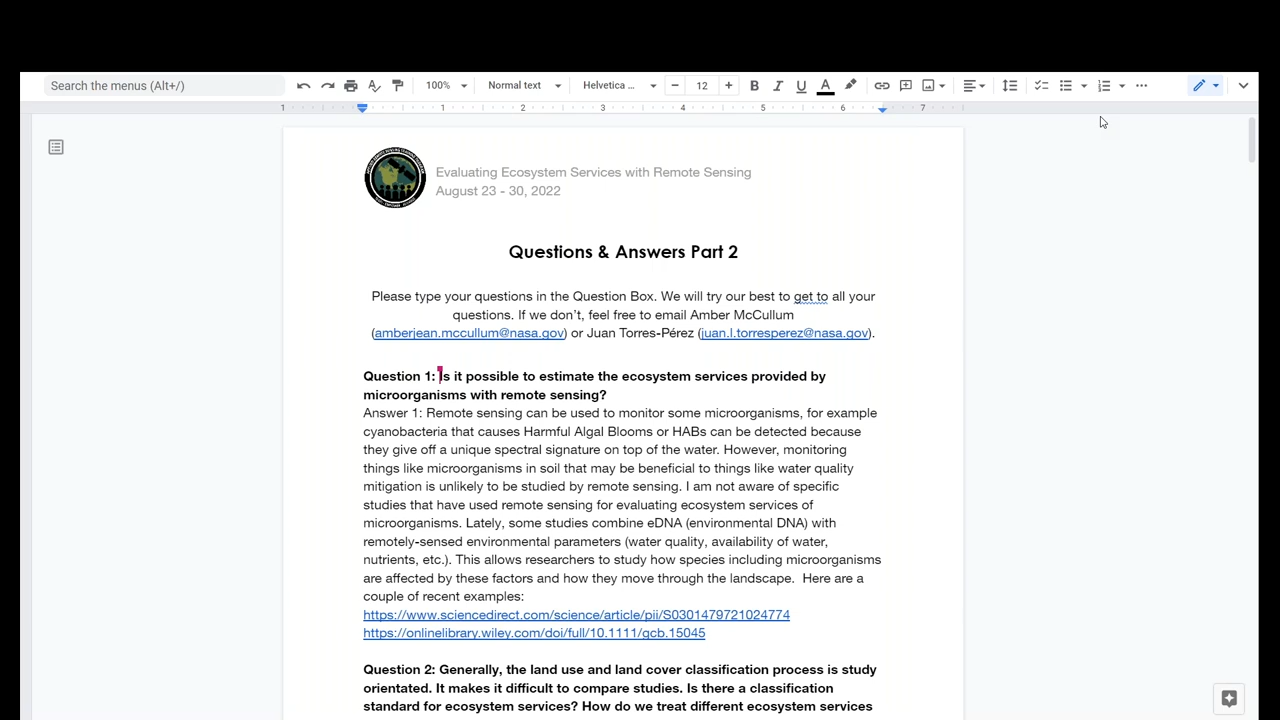 Search the menus (Alt+/)
100%
Normal text
Helvetica ...
12
B I U A
1 1 2 3 4 5 6 7
Evaluating Ecosystem Services with Remote Sensing
August 23 - 30, 2022
Questions & Answers Part 2
Please type your questions in the Question Box. We will try our best to get to all your
questions. If we don't, feel free to email Amber McCullum
(amberjean.mccullum@nasa.gov) or Juan Torres-Pérez (juan.l.torresperez@nasa.gov).
Question 1: Is it possible to estimate the ecosystem services provided by
microorganisms with remote sensing?
Answer 1: Remote sensing can be used to monitor some microorganisms, for example
cyanobacteria that causes Harmful Algal Blooms or HABs can be detected because
they give off a unique spectral signature on top of the water. However, monitoring
things like microorganisms in soil that may be beneficial to things like water quality
mitigation is unlikely to be studied by remote sensing. I am not aware of specific
studies that have used remote sensing for evaluating ecosystem services of
microorganisms. Lately, some studies combine eDNA (environmental DNA) with
remotely-sensed environmental parameters (water quality, availability of water,
nutrients, etc.). This allows researchers to study how species including microorganisms
are affected by these factors and how they move through the landscape.  Here are a
couple of recent examples:
https://www.sciencedirect.com/science/article/pii/S0301479721024774
https://onlinelibrary.wiley.com/doi/full/10.1111/gcb.15045
Question 2: Generally, the land use and land cover classification process is study
orientated. It makes it difficult to compare studies. Is there a classification
standard for ecosystem services? How do we treat different ecosystem services